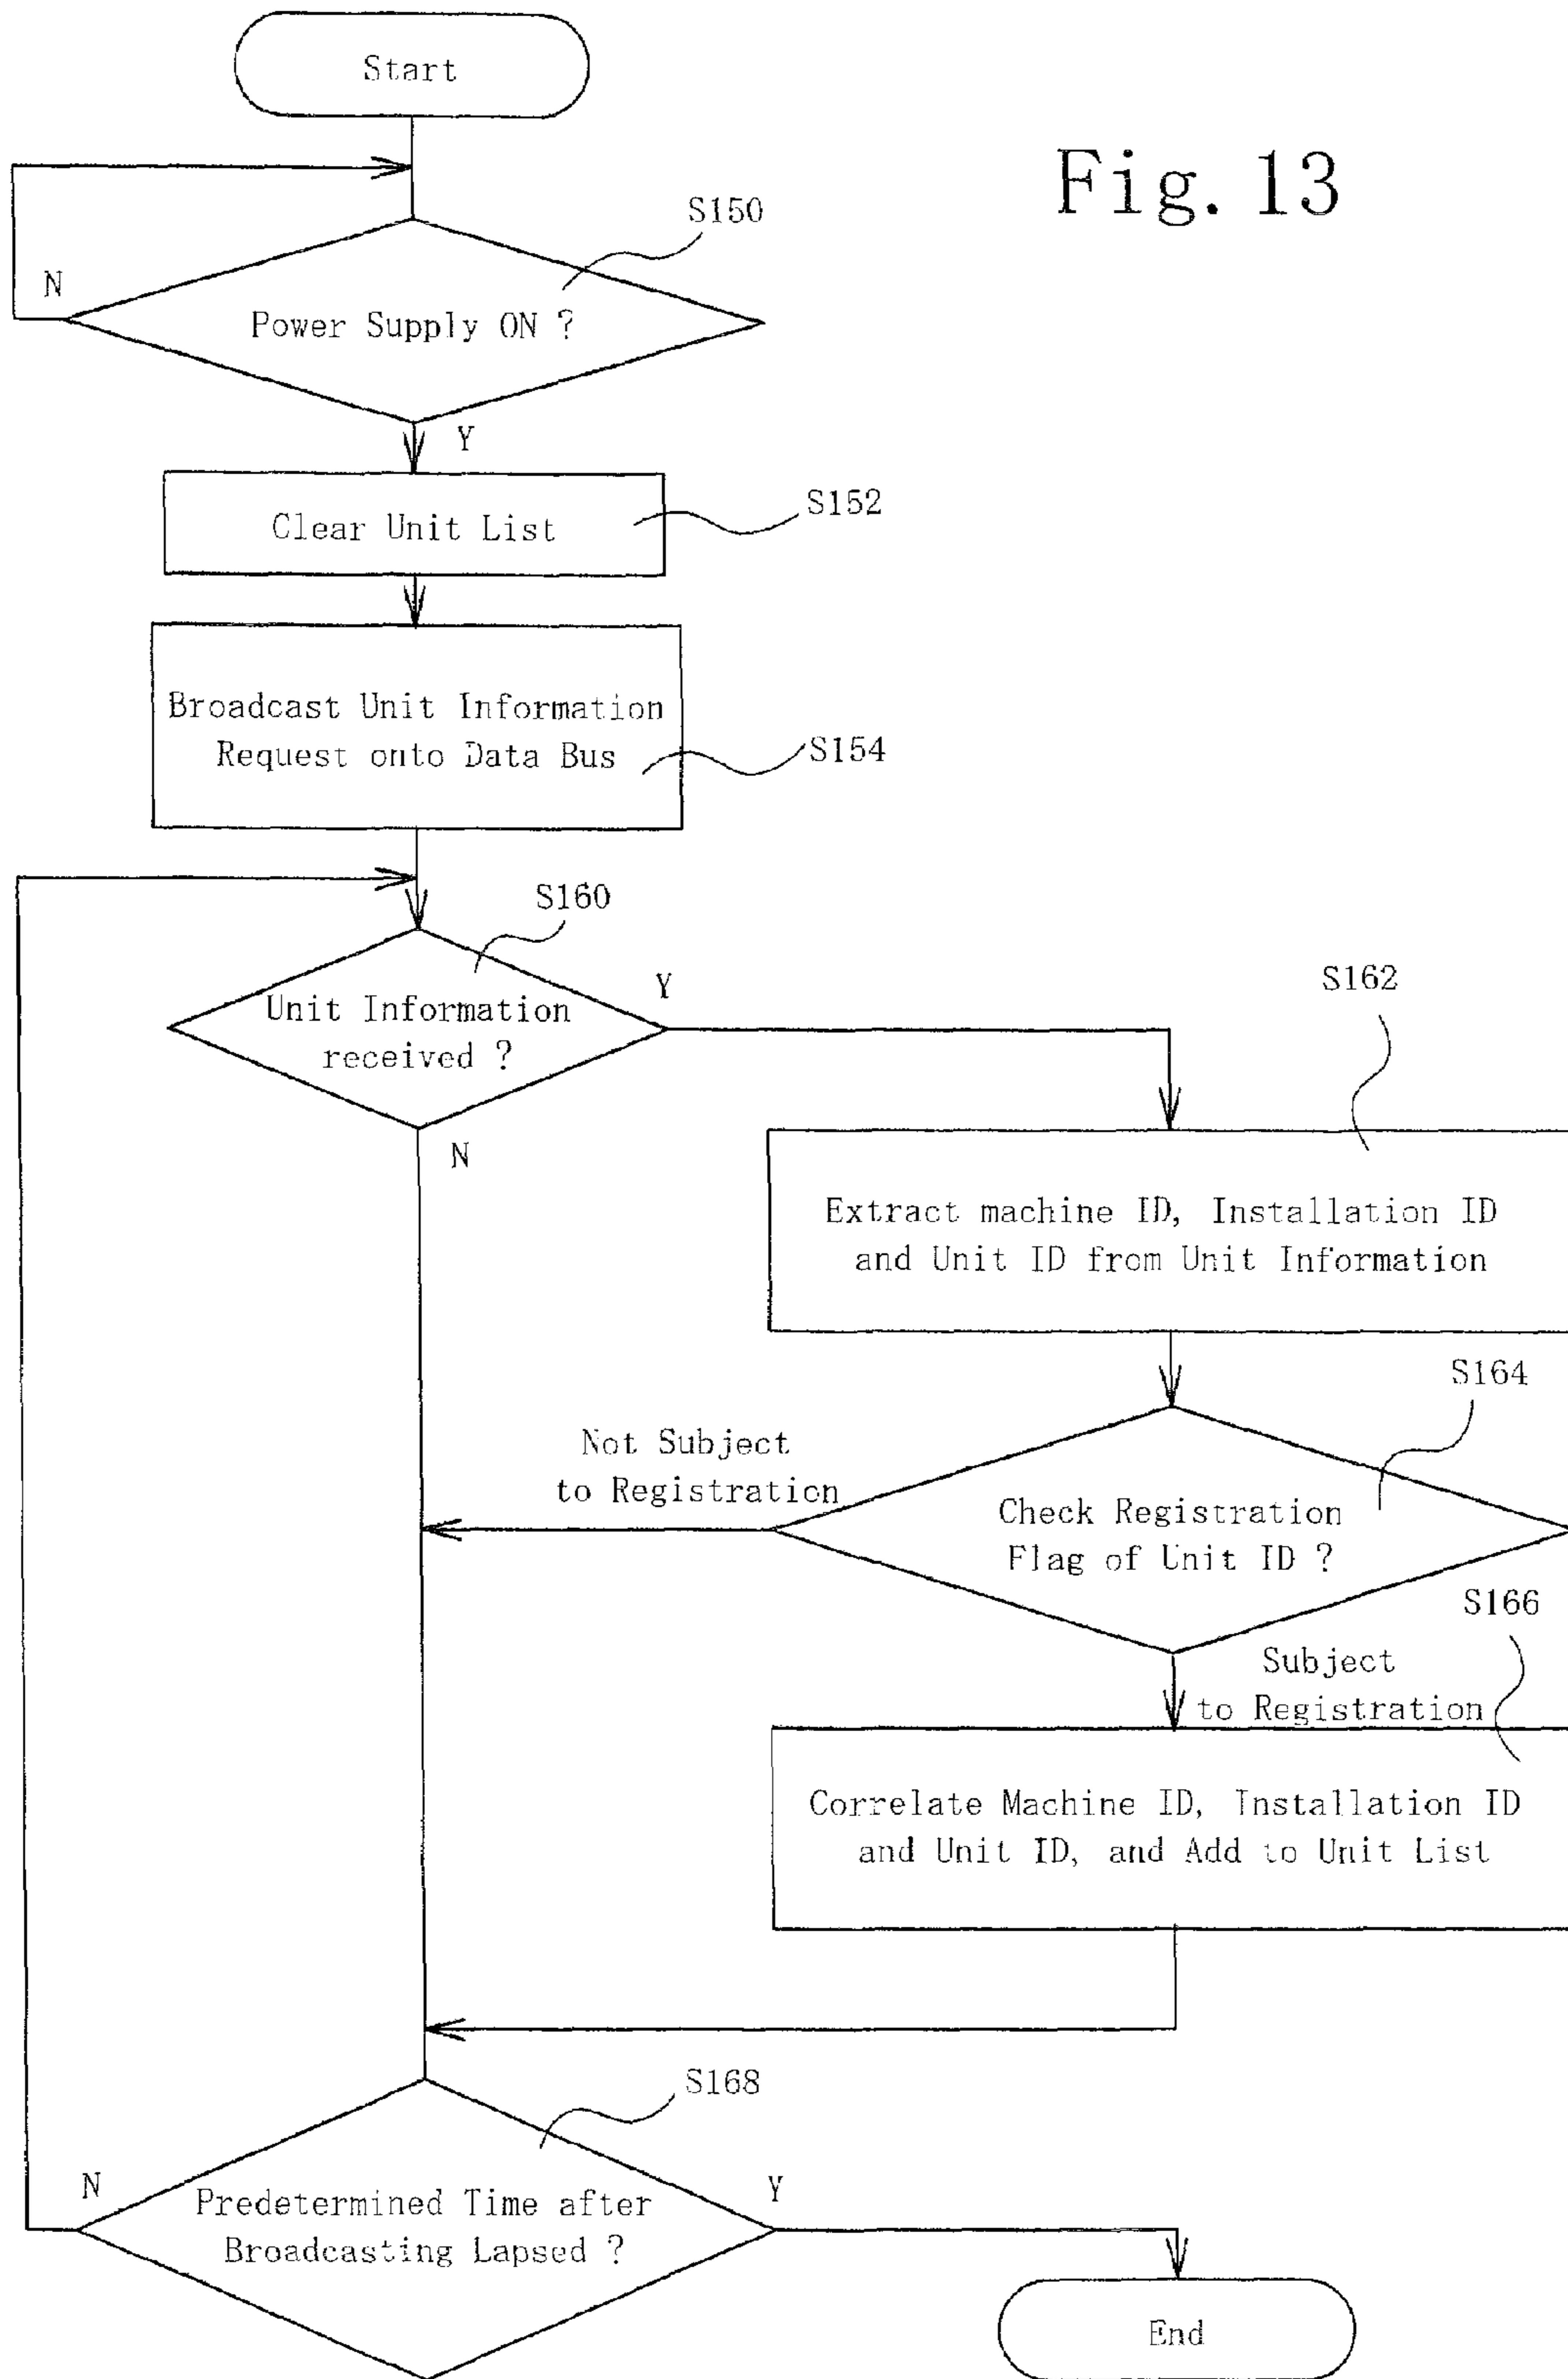 Start
Fig. 13
S150
N
Power Supply ON ?
Y
S152
Clear Unit List
Broadcast Unit Information
Request onto Data Bus
S154
S160
Unit Information
received ?
Y
N
S162
Extract machine ID, Installation ID
and Unit ID from Unit Information
S164
Not Subject
to Registration
Check Registration
Flag of Unit ID ?
S166
Subject
to Registration
Correlate Machine ID, Installation ID
and Unit ID, and Add to Unit List
S168
N
Predetermined Time after
Broadcasting Lapsed ?
Y
End